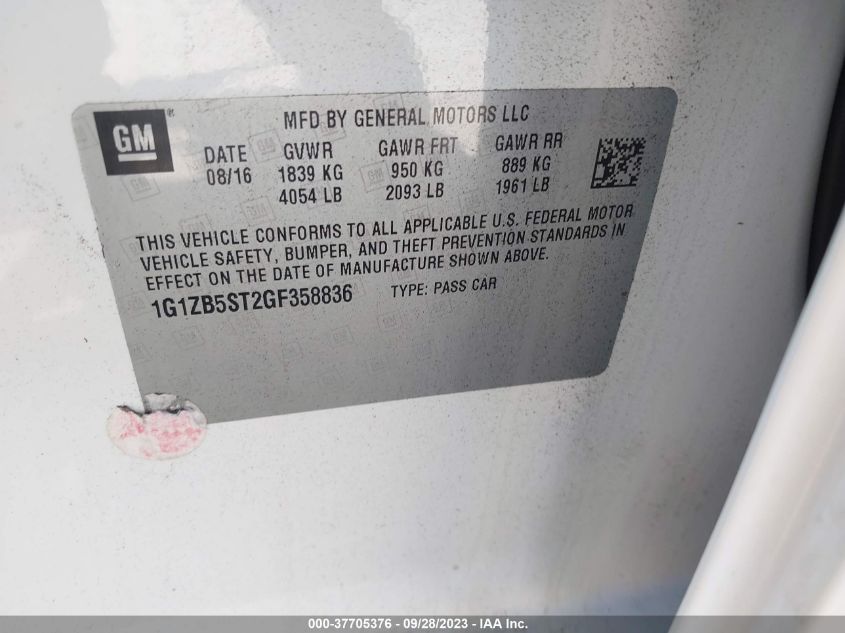 GM ®
MFD BY GENERAL MOTORS LLC
DATE GVWR GAWR FRT GAWR RR
08/16 1839 KG 950 KG 889 KG
4054 LB 2093 LB 1961 LB
THIS VEHICLE CONFORMS TO ALL APPLICABLE U.S. FEDERAL MOTOR
VEHICLE SAFETY, BUMPER, AND THEFT PREVENTION STANDARDS IN
EFFECT ON THE DATE OF MANUFACTURE SHOWN ABOVE.
1G1ZB5ST2GF358836 TYPE: PASS CAR
000-37705376 - 09/28/2023 - IAA Inc.